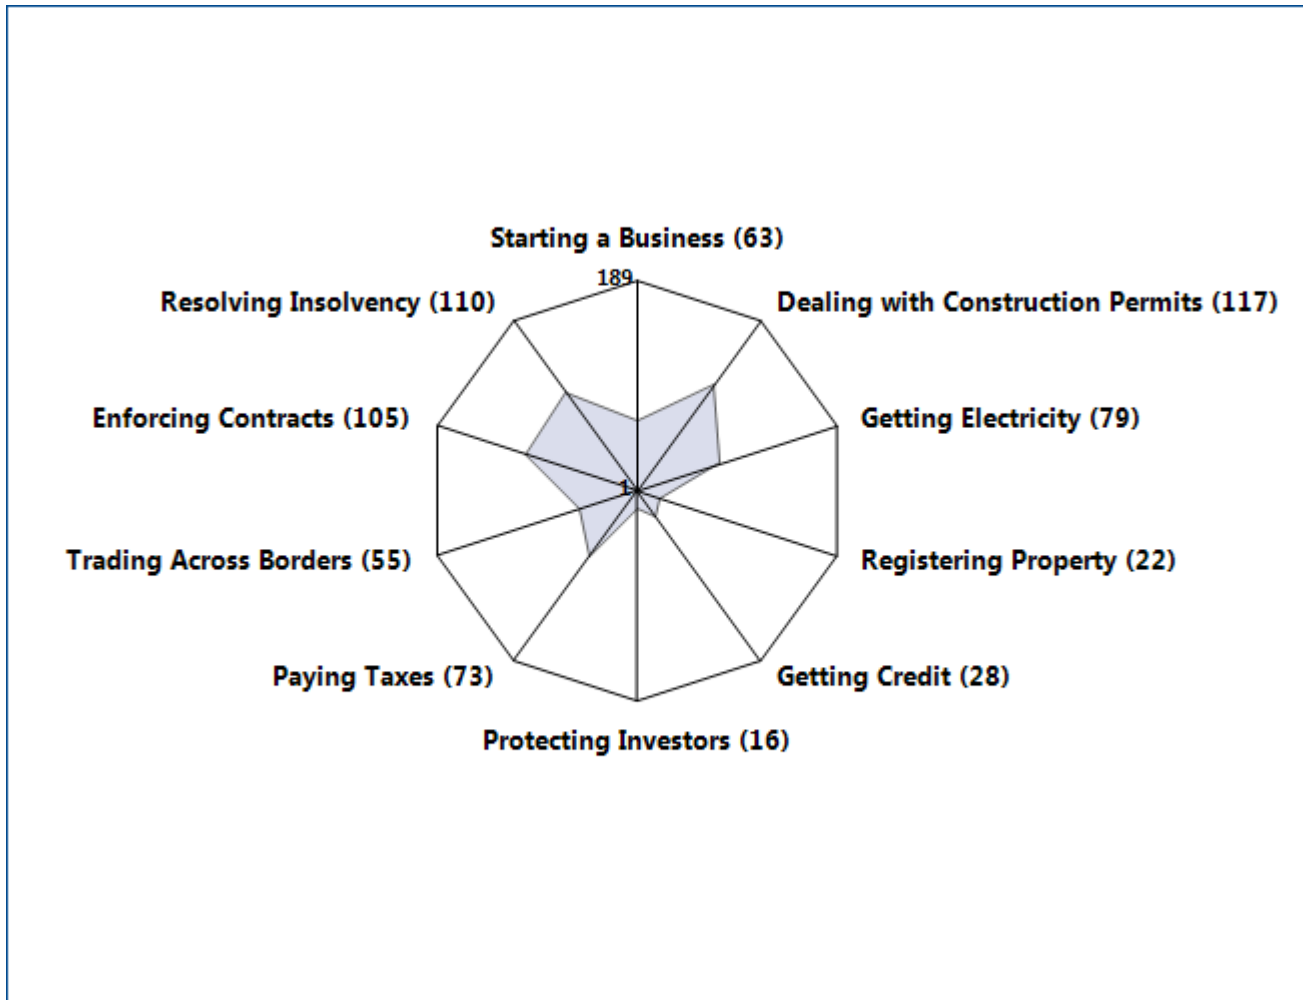 Starting a Business (63)
189
Resolving Insolvency (110)
Dealing with Construction Permits (117)
Enforcing Contracts (105)
Getting Electricity (79)
1
Trading Across Borders (55)
Registering Property (22)
Paying Taxes (73)
Getting Credit (28)
Protecting Investors (16)